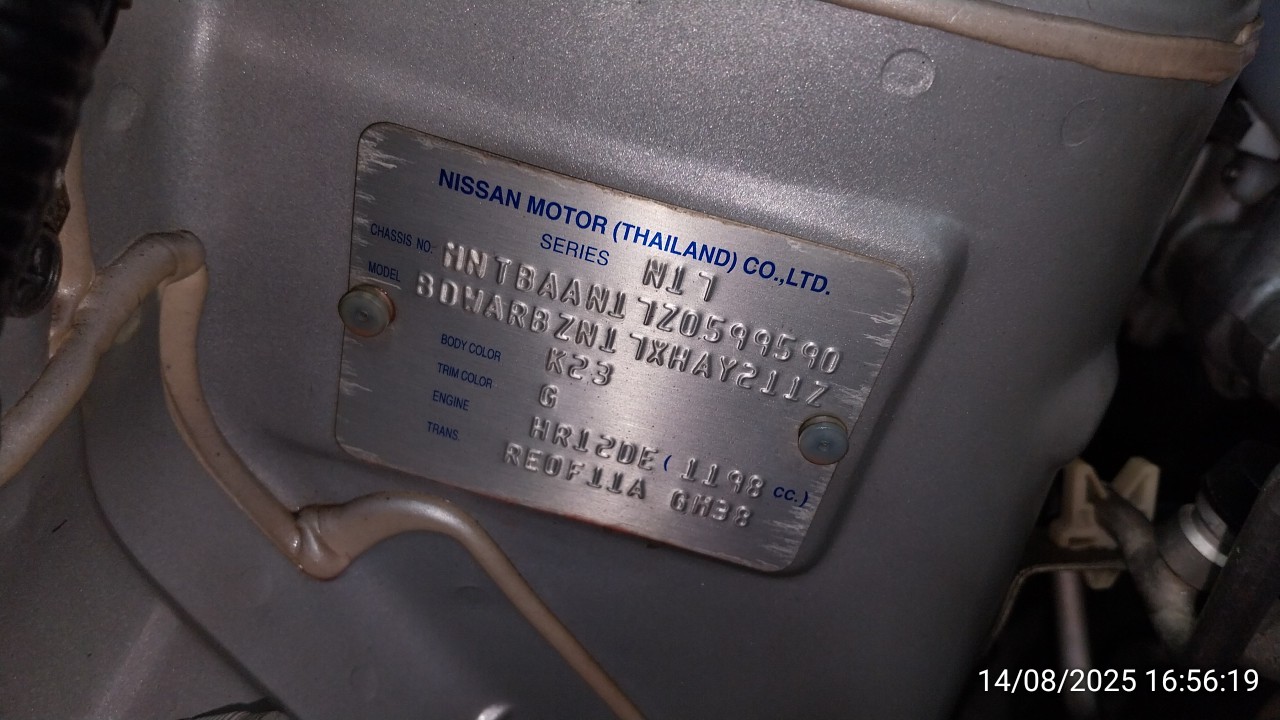 NISSAN MOTOR (THAILAND) CO.,LTD.
SERIES N17
CHASSIS NO. MNTBAAN17Z0599590
MODEL BDWARBZN17XHAY211Z
BODY COLOR K23
TRIM COLOR G
ENGINE HR12DE ( 1198 cc.)
TRANS. RE0F11A GH38
14/08/2025 16:56:19